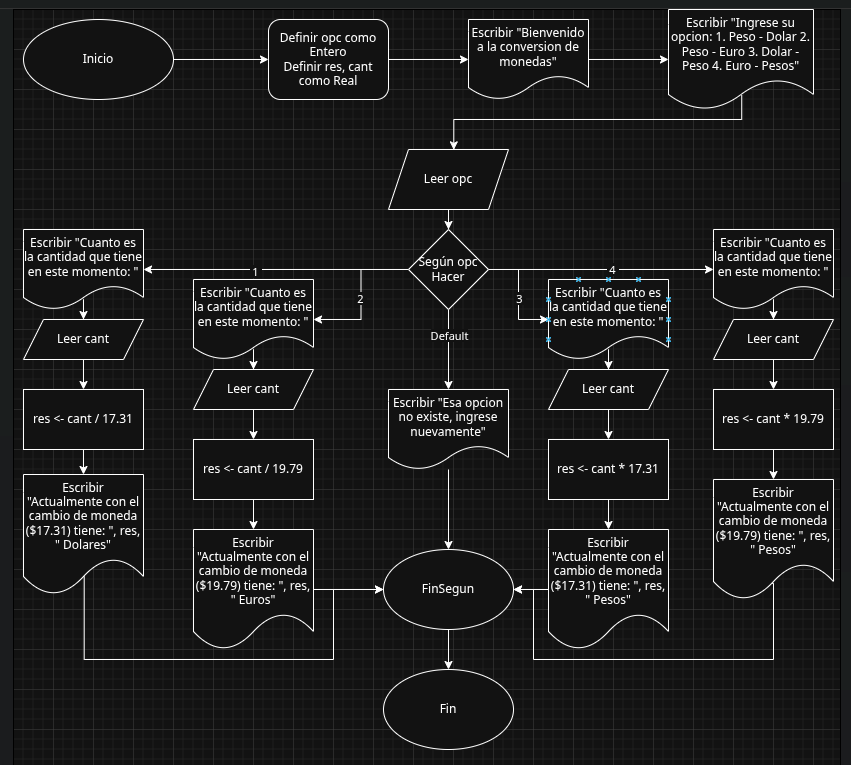 Inicio
Definir opc como
Entero
Definir res, cant
como Real
Escribir "Bienvenido
a la conversion de
monedas"
Escribir "Ingrese su
opcion: 1. Peso - Dolar 2.
Peso - Euro 3. Dolar -
Peso 4. Euro - Pesos"
Leer opc
Según opc
Hacer
1
2
3
4
Default
Escribir "Cuanto es
la cantidad que tiene
en este momento: "
Leer cant
res <- cant / 17.31
Escribir
"Actualmente con el
cambio de moneda
($17.31) tiene: ", res,
" Dolares"
Escribir "Cuanto es
la cantidad que tiene
en este momento: "
Leer cant
res <- cant / 19.79
Escribir
"Actualmente con el
cambio de moneda
($19.79) tiene: ", res,
" Euros"
Escribir "Esa opcion
no existe, ingrese
nuevamente"
Escribir "Cuanto es
la cantidad que tiene
en este momento: "
Leer cant
res <- cant * 17.31
Escribir
"Actualmente con el
cambio de moneda
($17.31) tiene: ", res,
" Pesos"
Escribir "Cuanto es
la cantidad que tiene
en este momento: "
Leer cant
res <- cant * 19.79
Escribir
"Actualmente con el
cambio de moneda
($19.79) tiene: ", res,
" Pesos"
FinSegun
Fin